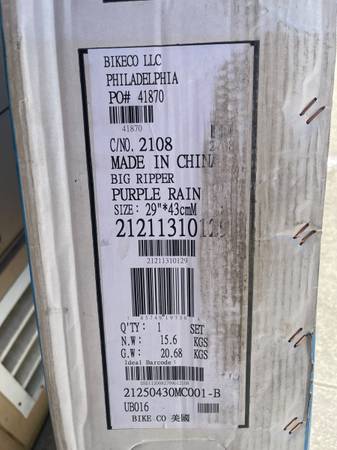 BIKECO LLC
PHILADELPHIA
PO# 41870
41870
C/NO. 2108
MADE IN CHINA
BIG RIPPER
PURPLE RAIN
SIZE: 29"*43cmM
21211310129
21211310129
Q'TY: 1 SET
N.W: 15.6 KGS
G.W: 20.68 KGS
Ideal Barcode:
21250430MC001-B
UB016
BIKE CO 美國